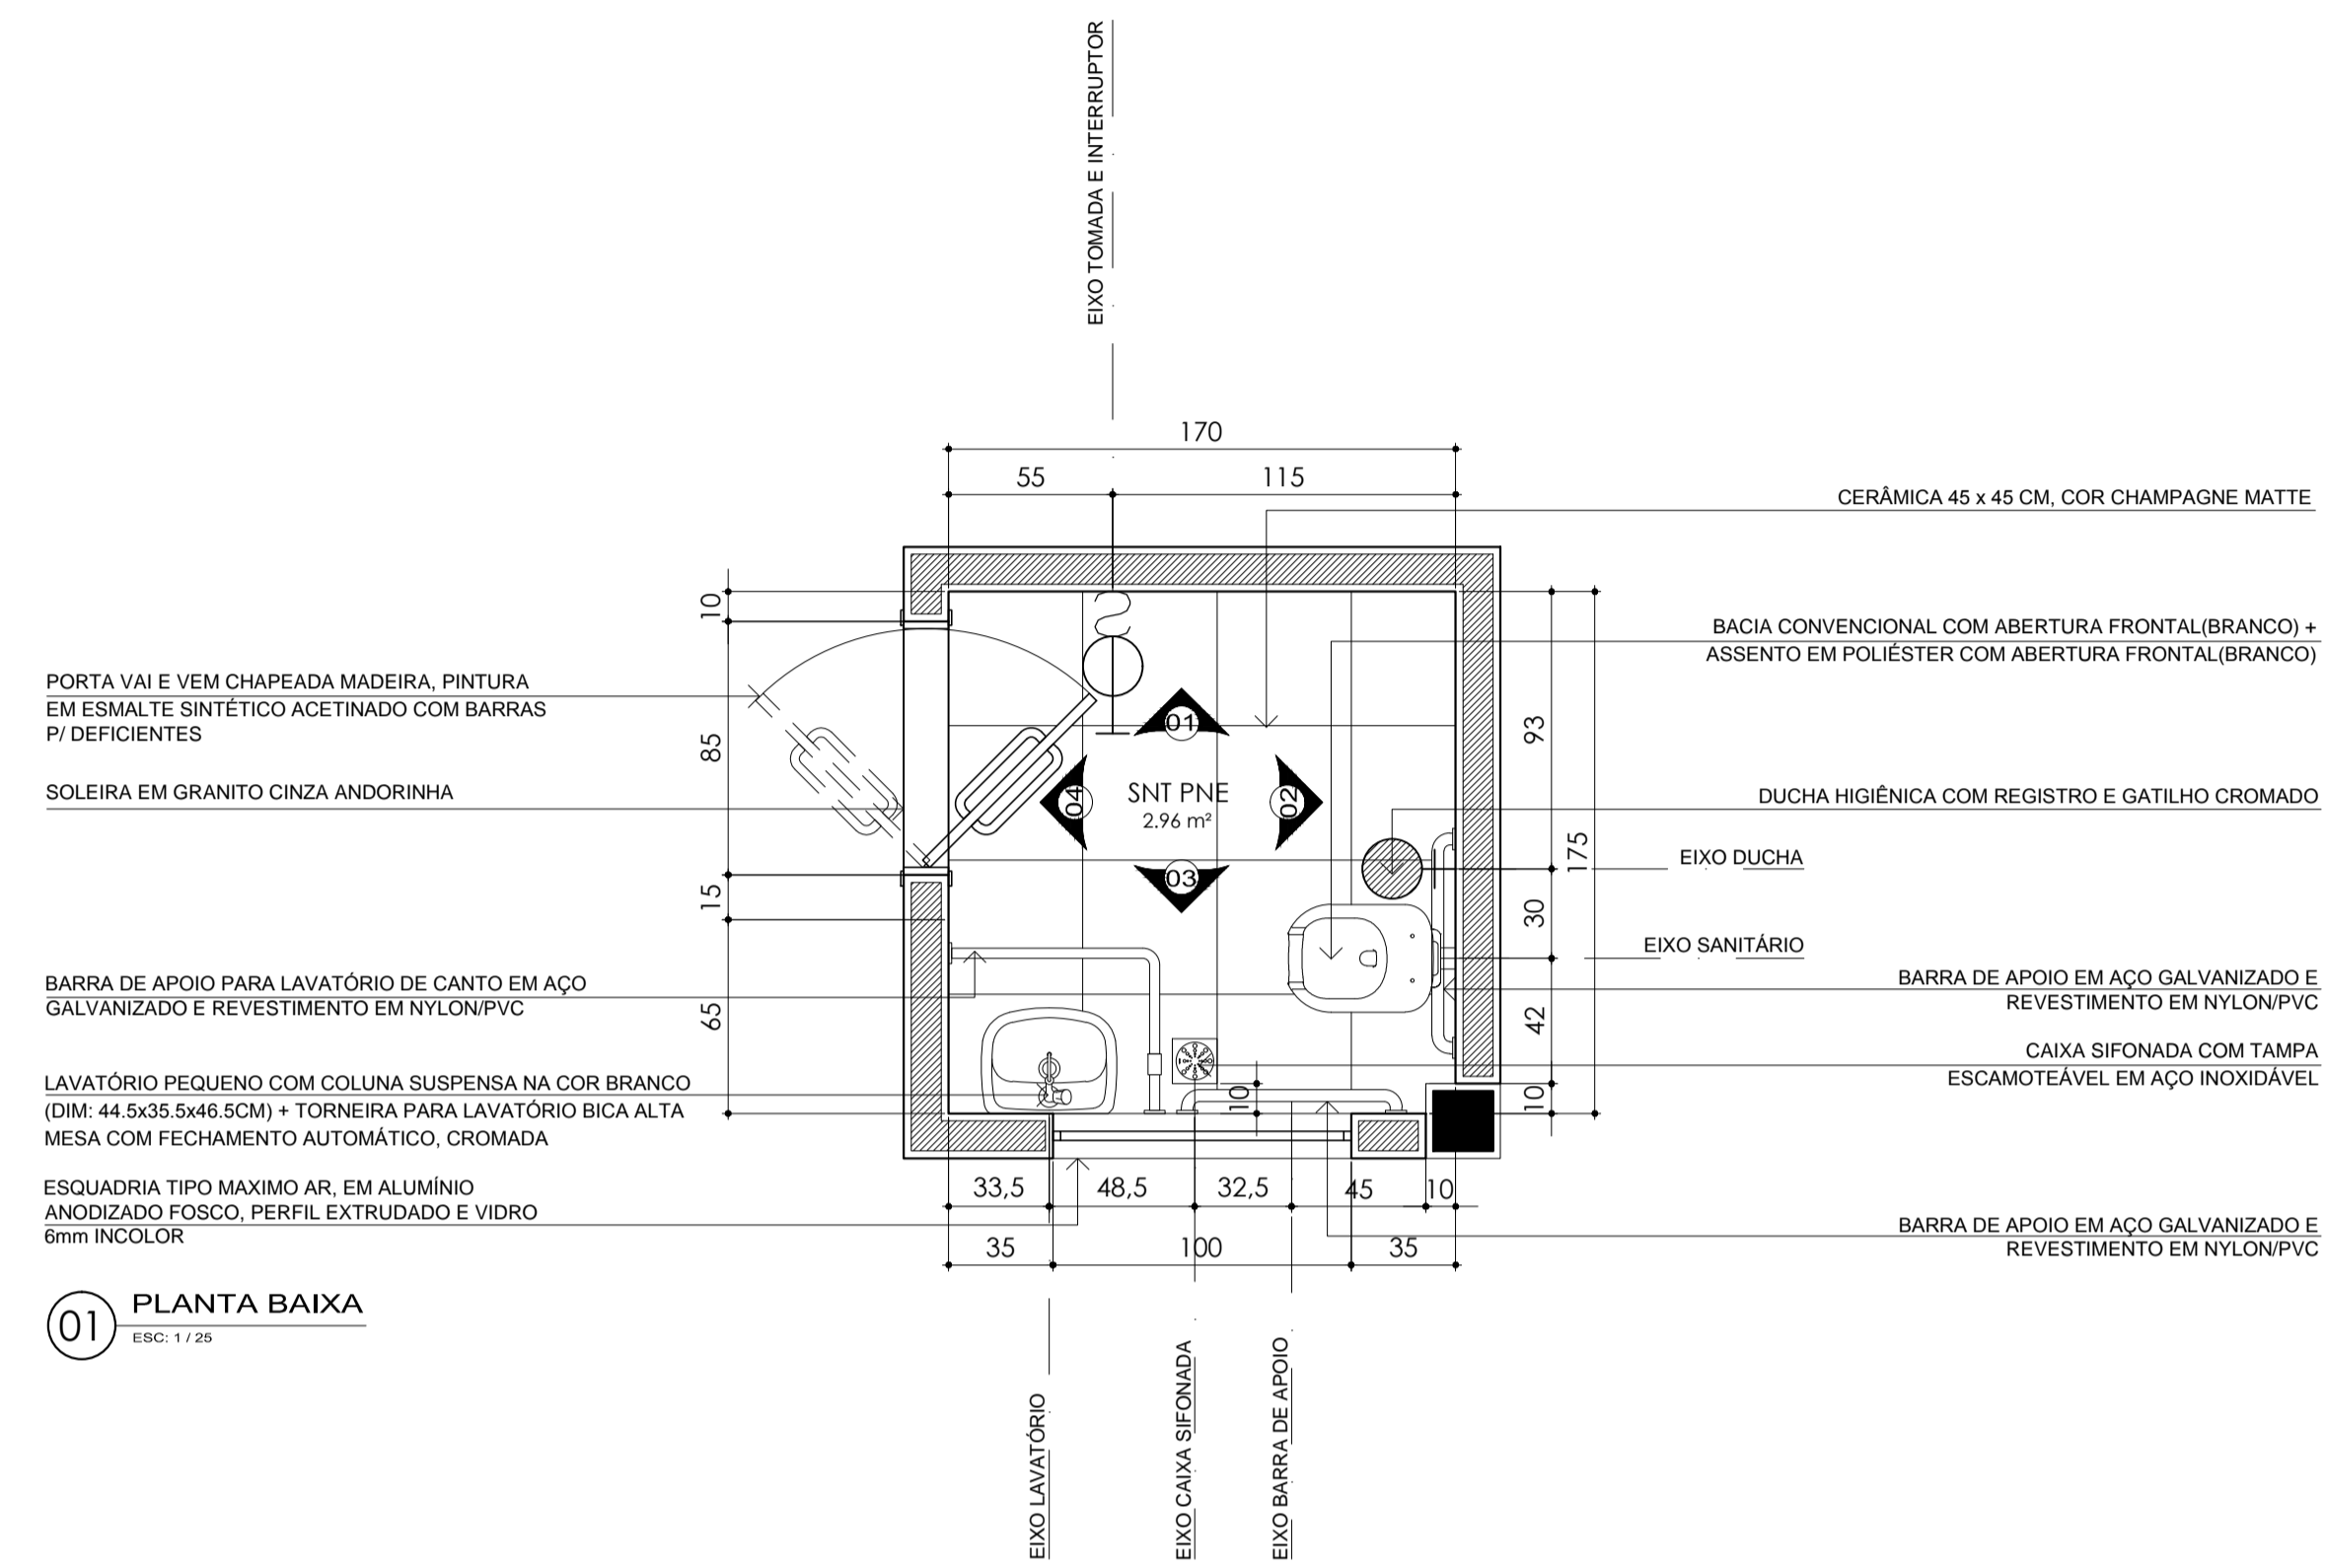 EIXO TOMADA E INTERRUPTOR
170
55
115
CERÂMICA 45 x 45 CM, COR CHAMPAGNE MATTE
10
85
15
65
PORTA VAI E VEM CHAPEADA MADEIRA, PINTURA
EM ESMALTE SINTÉTICO ACETINADO COM BARRAS
P/ DEFICIENTES
SOLEIRA EM GRANITO CINZA ANDORINHA
BARRA DE APOIO PARA LAVATÓRIO DE CANTO EM AÇO
GALVANIZADO E REVESTIMENTO EM NYLON/PVC
LAVATÓRIO PEQUENO COM COLUNA SUSPENSA NA COR BRANCO
(DIM: 44.5x35.5x46.5CM) + TORNEIRA PARA LAVATÓRIO BICA ALTA
MESA COM FECHAMENTO AUTOMÁTICO, CROMADA
ESQUADRIA TIPO MAXIMO AR, EM ALUMÍNIO
ANODIZADO FOSCO, PERFIL EXTRUDADO E VIDRO
6mm INCOLOR
01
04
SNT PNE
2.96 m²
02
03
BACIA CONVENCIONAL COM ABERTURA FRONTAL(BRANCO) +
ASSENTO EM POLIÉSTER COM ABERTURA FRONTAL(BRANCO)
DUCHA HIGIÊNICA COM REGISTRO E GATILHO CROMADO
EIXO DUCHA
EIXO SANITÁRIO
BARRA DE APOIO EM AÇO GALVANIZADO E
REVESTIMENTO EM NYLON/PVC
CAIXA SIFONADA COM TAMPA
ESCAMOTEÁVEL EM AÇO INOXIDÁVEL
BARRA DE APOIO EM AÇO GALVANIZADO E
REVESTIMENTO EM NYLON/PVC
93
30
42
10
175
10
33,5
48,5
32,5
45
10
35
100
35
EIXO LAVATÓRIO
EIXO CAIXA SIFONADA
EIXO BARRA DE APOIO
01
PLANTA BAIXA
ESC: 1 / 25